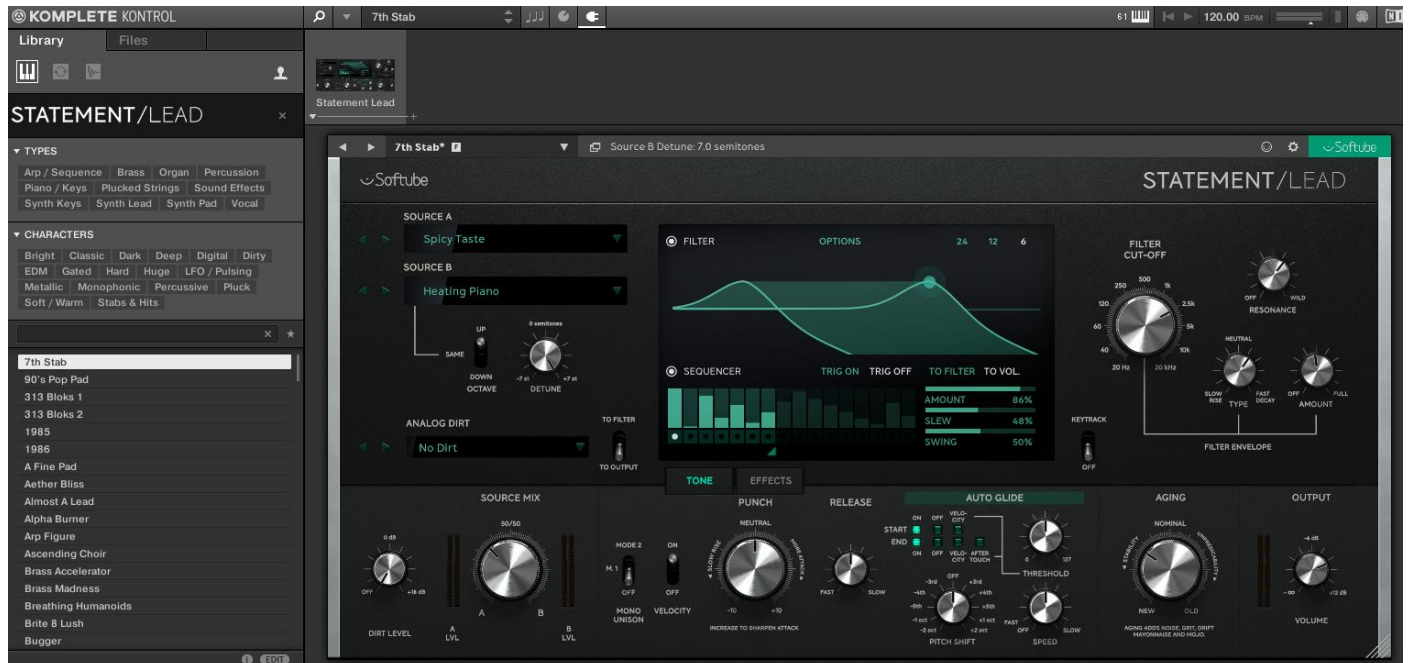 KOMPLETE KONTROL
7th Stab
61
120.00 BPM
Library
Files
STATEMENT/LEAD
TYPES
Arp / Sequence Brass Organ Percussion
Piano / Keys Plucked Strings Sound Effects
Synth Keys Synth Lead Synth Pad Vocal
CHARACTERS
Bright Classic Dark Deep Digital Dirty
EDM Gated Hard Huge LFO / Pulsing
Metallic Monophonic Percussive Pluck
Soft / Warm Stabs & Hits
7th Stab
90's Pop Pad
313 Bloks 1
313 Bloks 2
1985
1986
A Fine Pad
Aether Bliss
Almost A Lead
Alpha Burner
Arp Figure
Ascending Choir
Brass Accelerator
Brass Madness
Breathing Humanoids
Brite 8 Lush
Bugger
EDIT
Statement Lead
7th Stab* F
Source B Detune: 7.0 semitones
Softube
Softube
STATEMENT/LEAD
SOURCE A
Spicy Taste
SOURCE B
Heating Piano
UP
SAME
DOWN
OCTAVE
0 semitones
-7 st +7 st
DETUNE
ANALOG DIRT
No Dirt
TO FILTER
TO OUTPUT
FILTER OPTIONS 24 12 6
SEQUENCER TRIG ON TRIG OFF TO FILTER TO VOL.
AMOUNT 86%
SLEW 48%
SWING 50%
FILTER
CUT-OFF
500
250 1k
120 2.5k
60 5k
40 10k
20 Hz 20 kHz
OFF WILD
RESONANCE
NEUTRAL
SLOW RISE FAST DECAY
TYPE
OFF FULL
AMOUNT
FILTER ENVELOPE
KEYTRACK
OFF
TONE EFFECTS
0 dB
OFF +18 dB
DIRT LEVEL
SOURCE MIX
50/50
A B
A LVL
B LVL
MODE 2
M. 1
OFF
MONO UNISON
ON
OFF
VELOCITY
PUNCH
NEUTRAL
SLOW RISE
MORE ATTACK
-10 +10
INCREASE TO SHARPEN ATTACK
RELEASE
FAST SLOW
AUTO GLIDE
ON OFF VELO-CITY
START
END
ON OFF VELO-CITY AFTER TOUCH
0 127
THRESHOLD
OFF
-3rd +3rd
-4th +4th
-5th +5th
-1 oct +1 oct
-2 oct +2 oct
PITCH SHIFT
FAST
OFF SLOW
SPEED
AGING
NOMINAL
STABILITY
UNPREDICTABILITY
NEW OLD
AGING ADDS NOISE, GRIT, DRIFT
MAYONNAISE AND MOJO.
OUTPUT
-6 dB
-∞ +12 dB
VOLUME